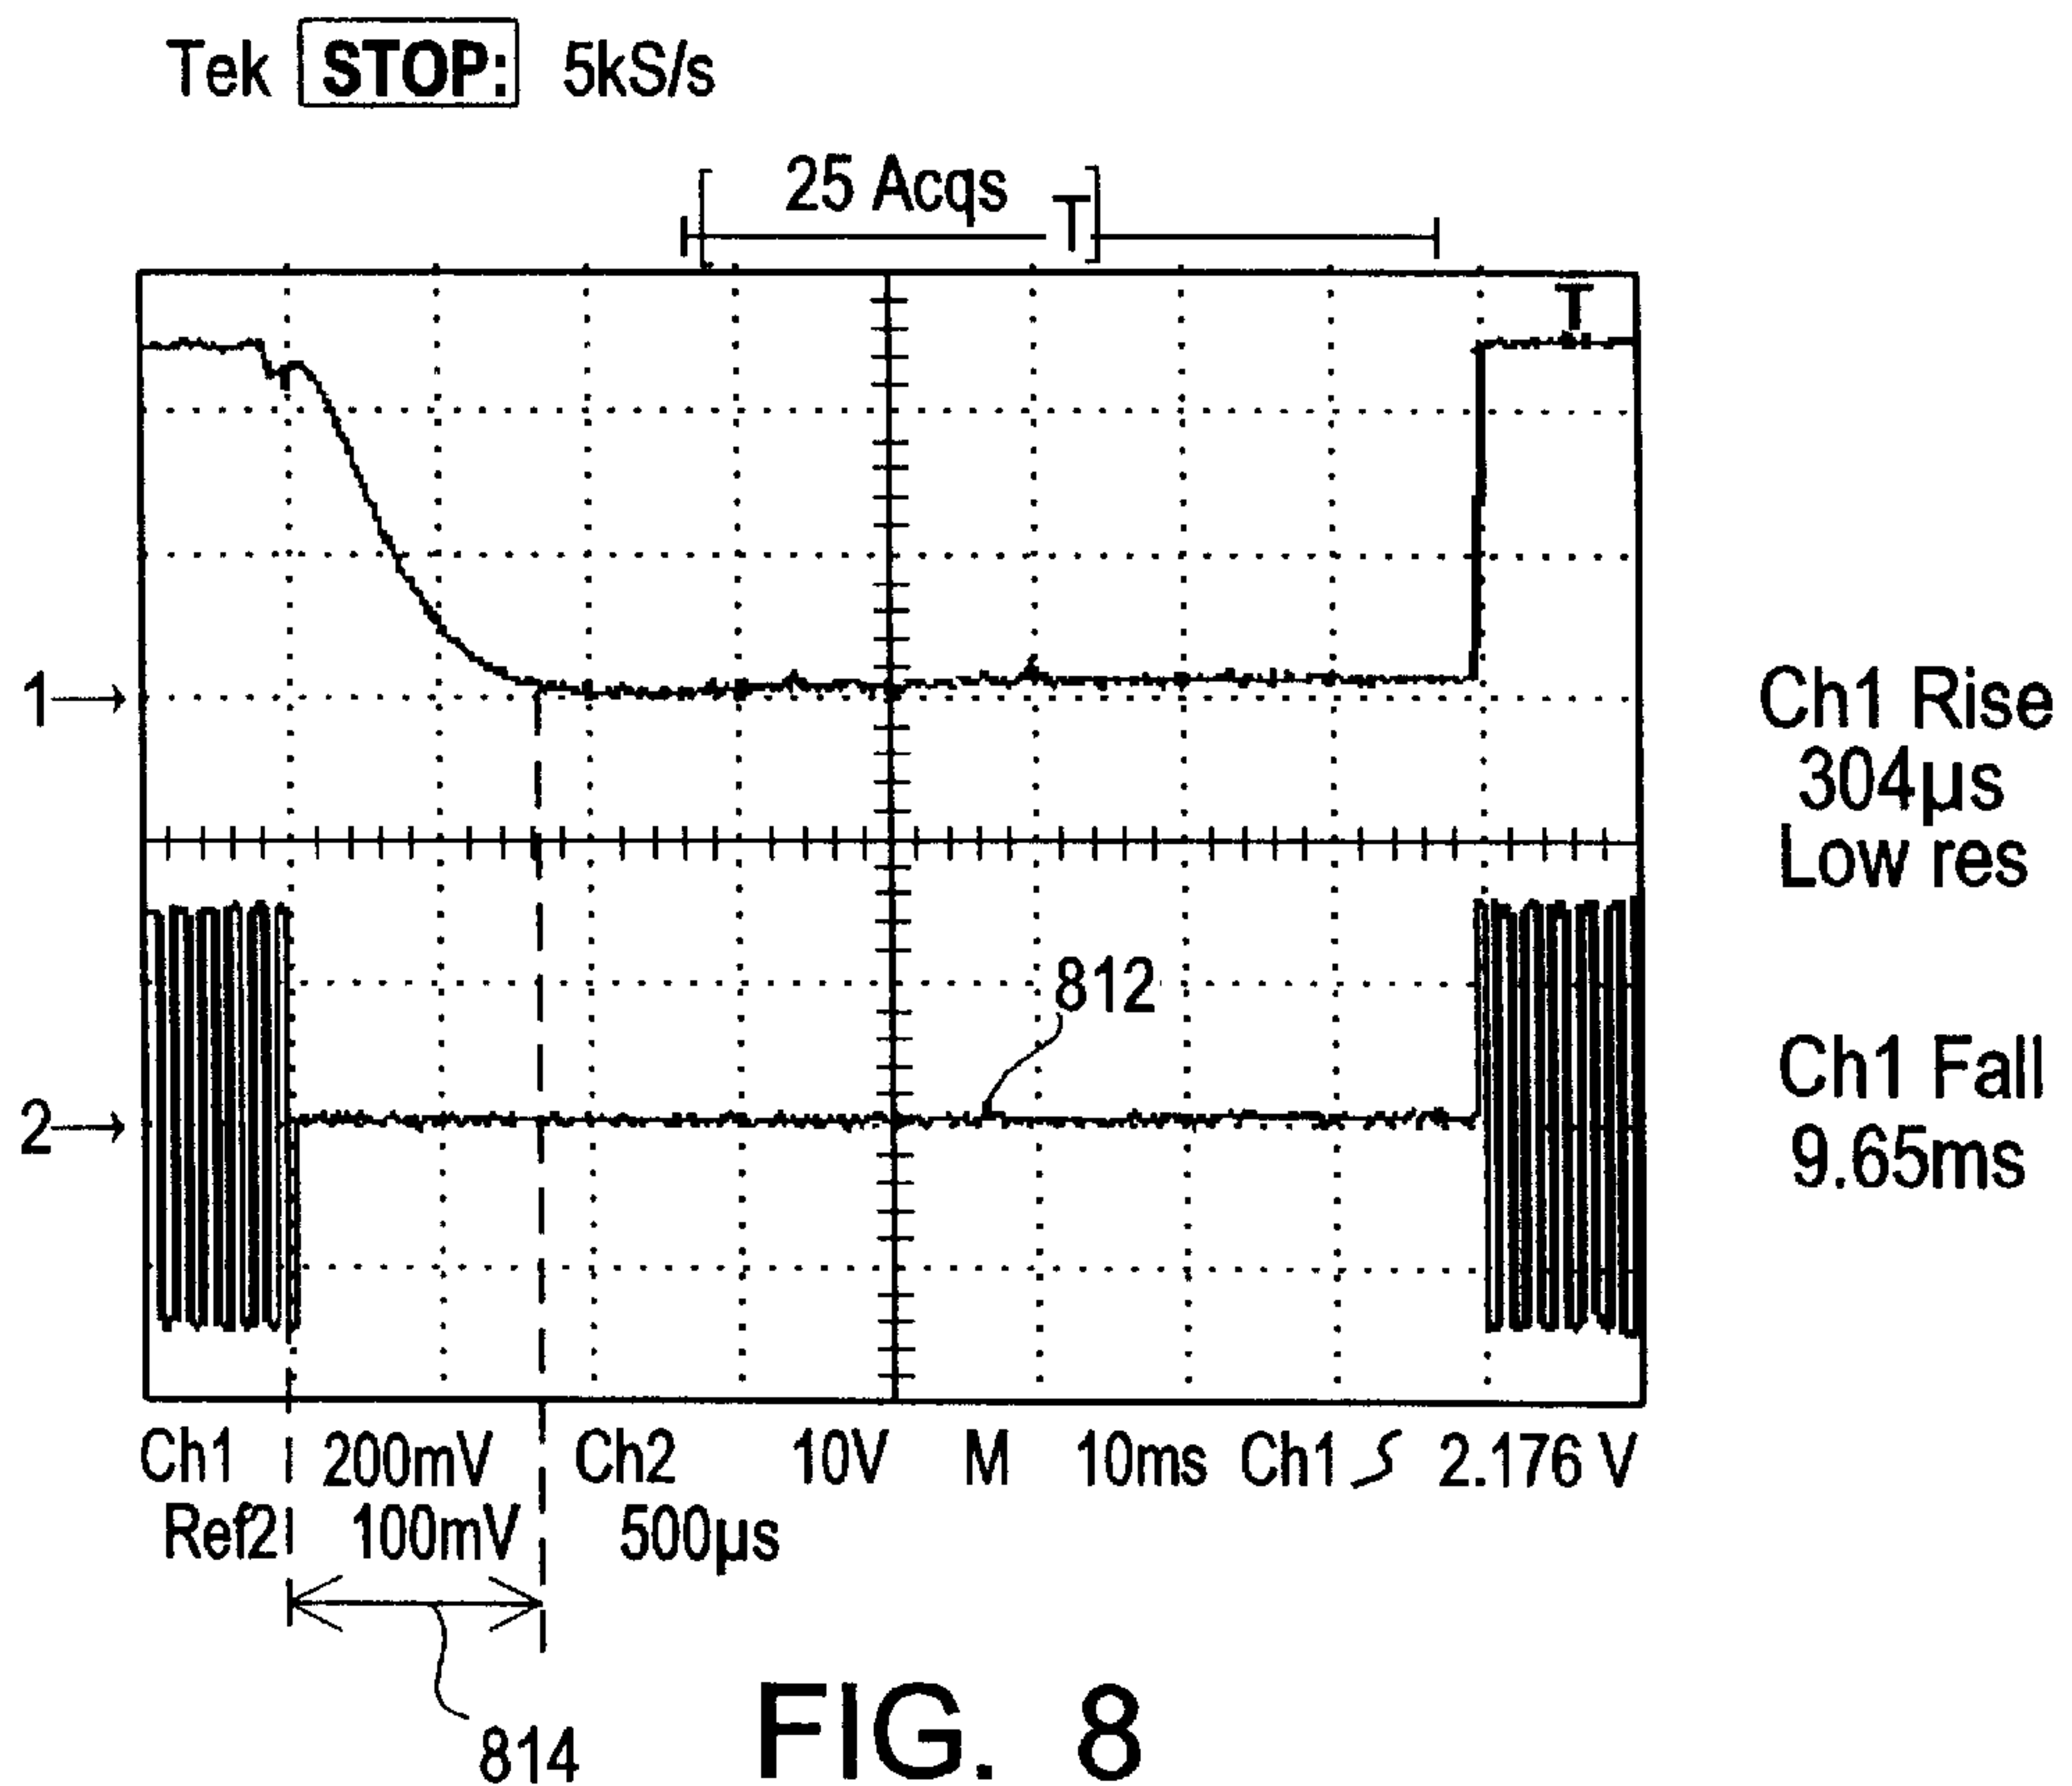 Tek STOP: 5kS/s
25 Acqs
T
T
1
Ch1 Rise
304µs
Low res
812
2
Ch1 Fall
9.65ms
Ch1 200mV Ch2 10V M 10ms Ch1 2.176 V
Ref2 100mV 500µs
814
FIG. 8